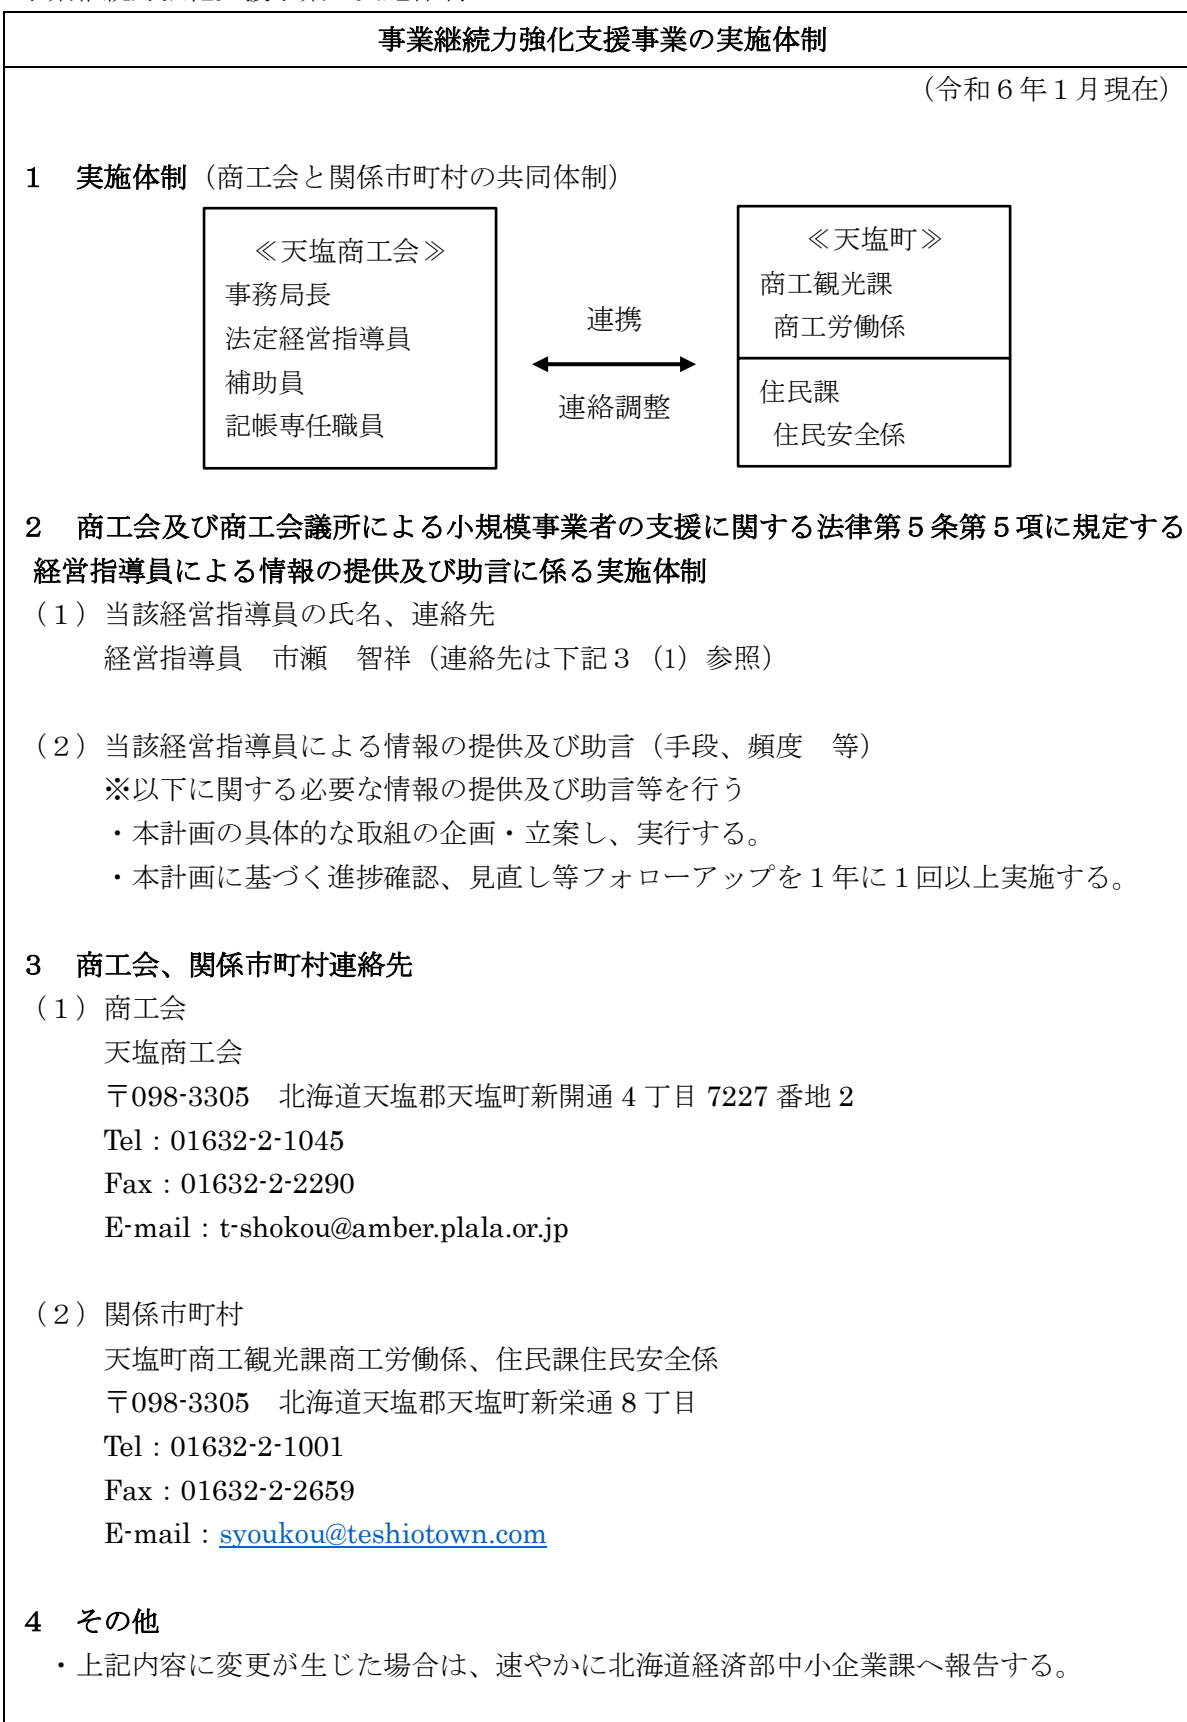 事業継続力強化支援事業の実施体制
（令和６年１月現在）
１　実施体制（商工会と関係市町村の共同体制）
≪天塩商工会≫
事務局長
法定経営指導員
補助員
記帳専任職員
連携
連絡調整
≪天塩町≫
商工観光課
商工労働係
住民課
住民安全係
２　商工会及び商工会議所による小規模事業者の支援に関する法律第５条第５項に規定する
経営指導員による情報の提供及び助言に係る実施体制
（１）当該経営指導員の氏名、連絡先
経営指導員　市瀬　智祥（連絡先は下記３（1）参照）
（２）当該経営指導員による情報の提供及び助言（手段、頻度　等）
※以下に関する必要な情報の提供及び助言等を行う
・本計画の具体的な取組の企画・立案し、実行する。
・本計画に基づく進捗確認、見直し等フォローアップを１年に１回以上実施する。
３　商工会、関係市町村連絡先
（１）商工会
天塩商工会
〒098-3305　北海道天塩郡天塩町新開通 4 丁目 7227 番地 2
Tel：01632-2-1045
Fax：01632-2-2290
E-mail：t-shokou@amber.plala.or.jp
（２）関係市町村
天塩町商工観光課商工労働係、住民課住民安全係
〒098-3305　北海道天塩郡天塩町新栄通 8 丁目
Tel：01632-2-1001
Fax：01632-2-2659
E-mail：syoukou@teshiotown.com
４　その他
・上記内容に変更が生じた場合は、速やかに北海道経済部中小企業課へ報告する。